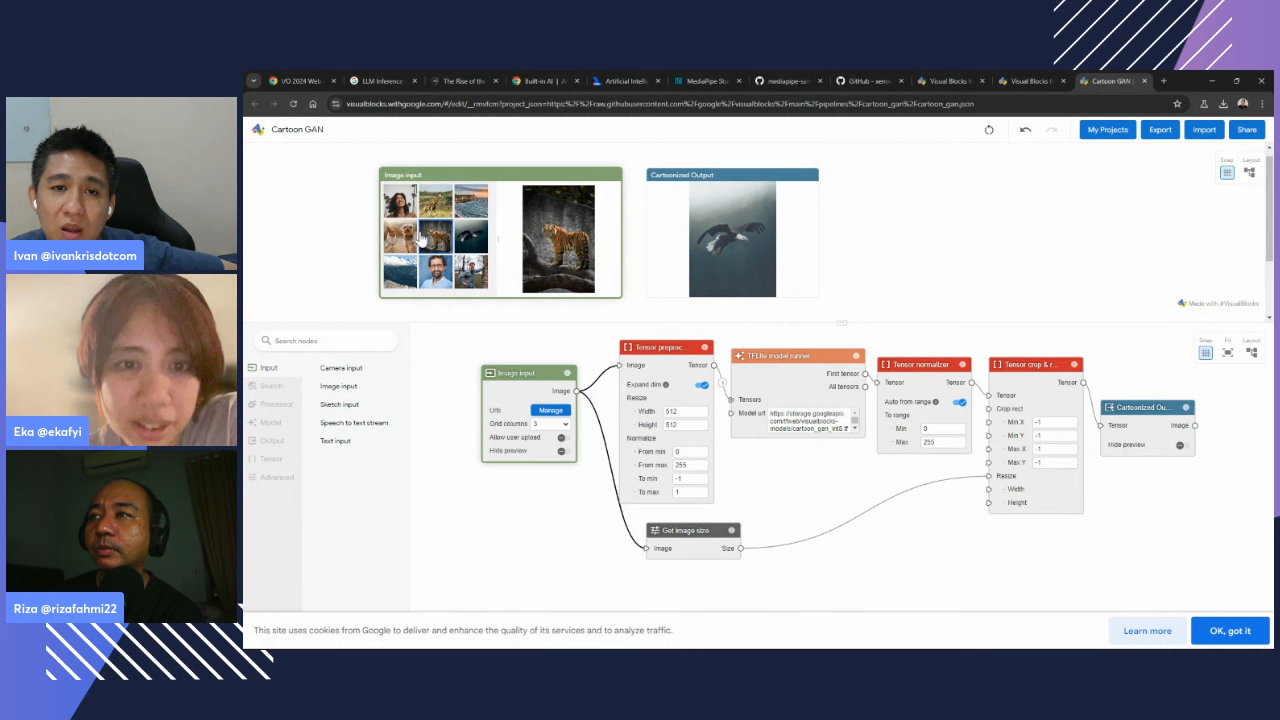 I/O 2024 Web
LLM Inference
The Rise of the
Built-in AI | A
Artificial Intelli
MediaPipe Stu
mediapipe-sam
GitHub - xenov
Visual Blocks f
Visual Blocks f
Cartoon GAN
visualblocks.withgoogle.com/#/edit/_rmvfcm?project_json=https:%2F%2Fraw.githubusercontent.com%2Fgoogle%2Fvisualblocks%2Fmain%2Fpipelines%2Fcartoon_gan%2Fcartoon_gan.json
Cartoon GAN
My Projects
Export
Import
Share
Image input
Cartoonized Output
Snap
Layout
Made with #VisualBlocks
Ivan @ivankrisdotcom
Eka @ekafyi
Riza @rizafahmi22
Search nodes
Input
Search
Processor
Model
Output
Tensor
Advanced
Camera input
Image input
Sketch input
Speech to text stream
Text input
Image input
Image
Urls
Manage
Grid columns 3
Allow user upload
Hide preview
Tensor preproc...
Image
Tensor
Expand dim
Resize
Width 512
Height 512
Normalize
From min 0
From max 255
To min -1
To max 1
Get image size
Image
Size
TFLite model runner
First tensor
All tensors
Tensors
Model url
https://storage.googleapis.
com/tfweb/visualblocks-
models/cartoon_gan_int8.tf
Tensor normalizer
Tensor
Tensor
Auto from range
To range
Min 0
Max 255
Tensor crop & r...
Tensor
Tensor
Crop rect
Min X -1
Min Y -1
Max X -1
Max Y -1
Resize
Width
Height
Cartoonized Ou...
Tensor
Image
Hide preview
Snap
Fit
Layout
This site uses cookies from Google to deliver and enhance the quality of its services and to analyze traffic.
Learn more
OK, got it